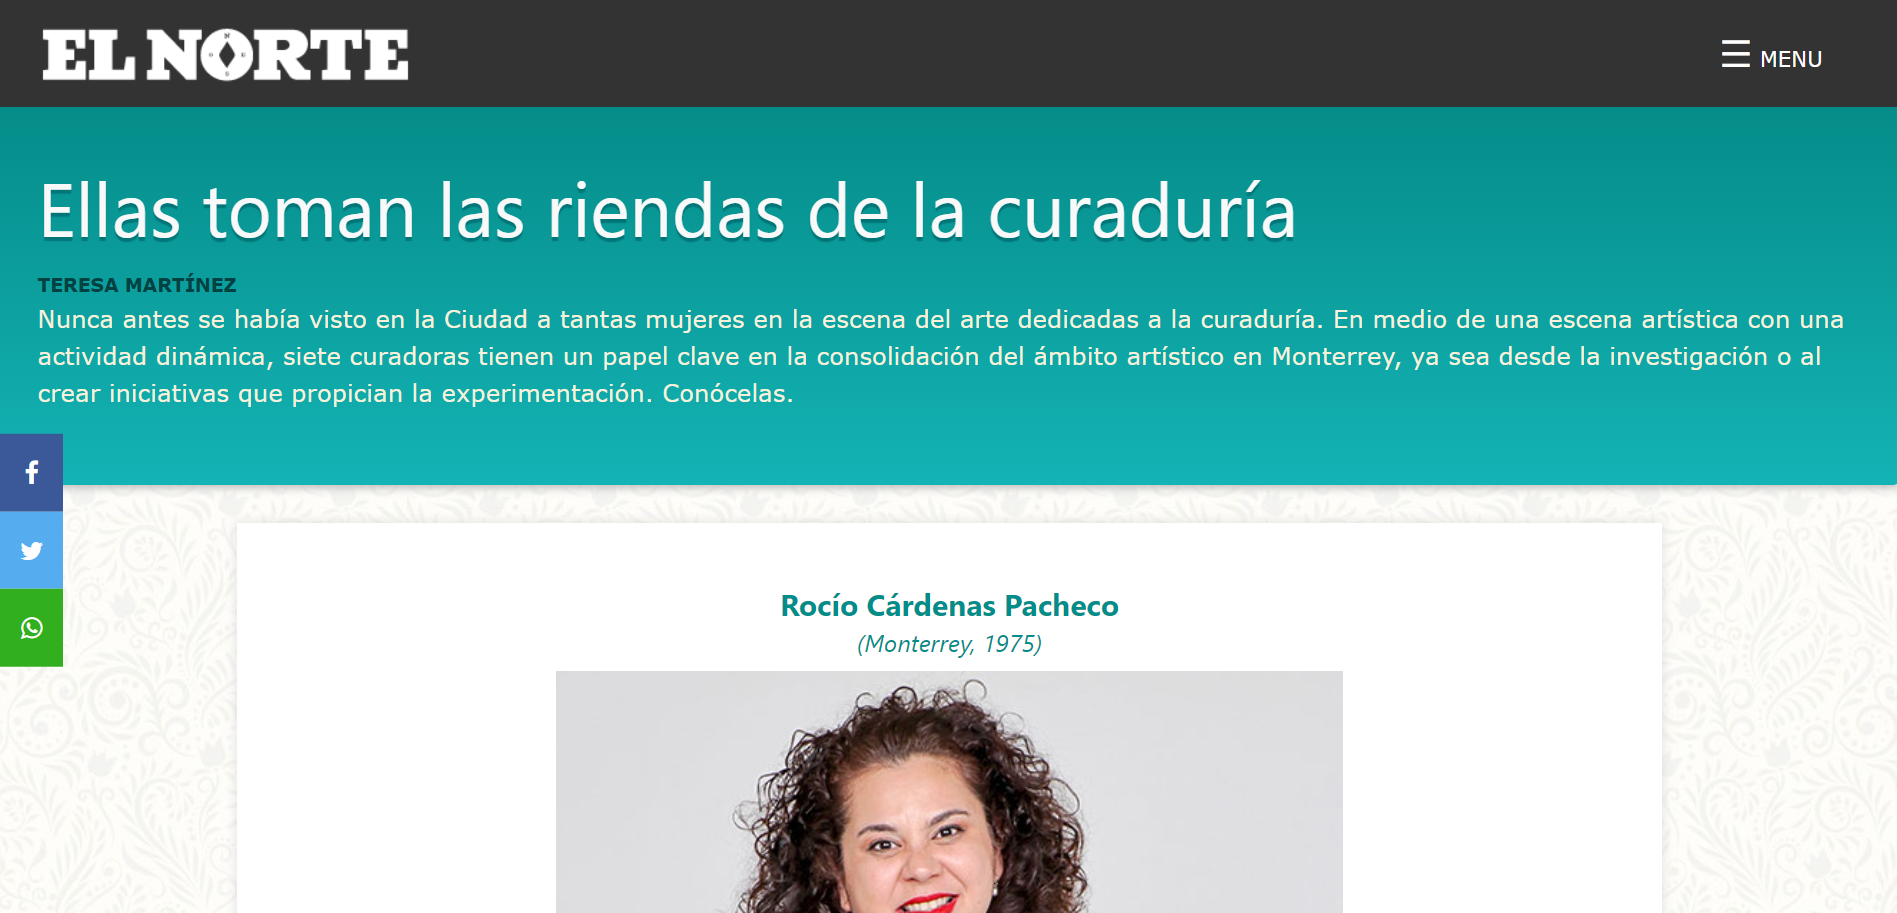 EL NORTE
☰ MENU
Ellas toman las riendas de la curaduría
TERESA MARTÍNEZ
Nunca antes se había visto en la Ciudad a tantas mujeres en la escena del arte dedicadas a la curaduría. En medio de una escena artística con una
actividad dinámica, siete curadoras tienen un papel clave en la consolidación del ámbito artístico en Monterrey, ya sea desde la investigación o al
crear iniciativas que propician la experimentación. Conócelas.
Rocío Cárdenas Pacheco
(Monterrey, 1975)